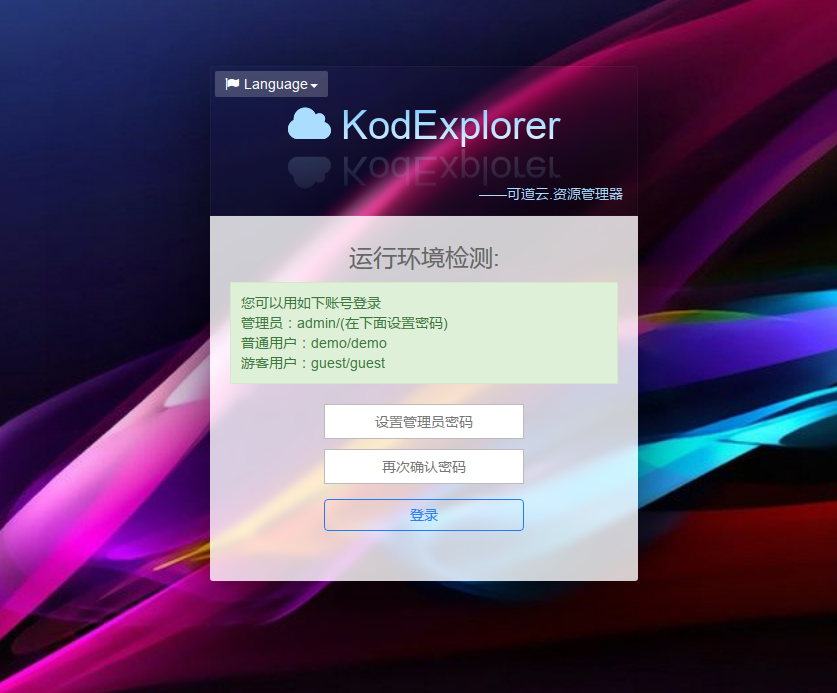 Language
KodExplorer
——可道云.资源管理器
运行环境检测:
您可以用如下账号登录
管理员：admin/(在下面设置密码)
普通用户：demo/demo
游客用户：guest/guest
设置管理员密码
再次确认密码
登录